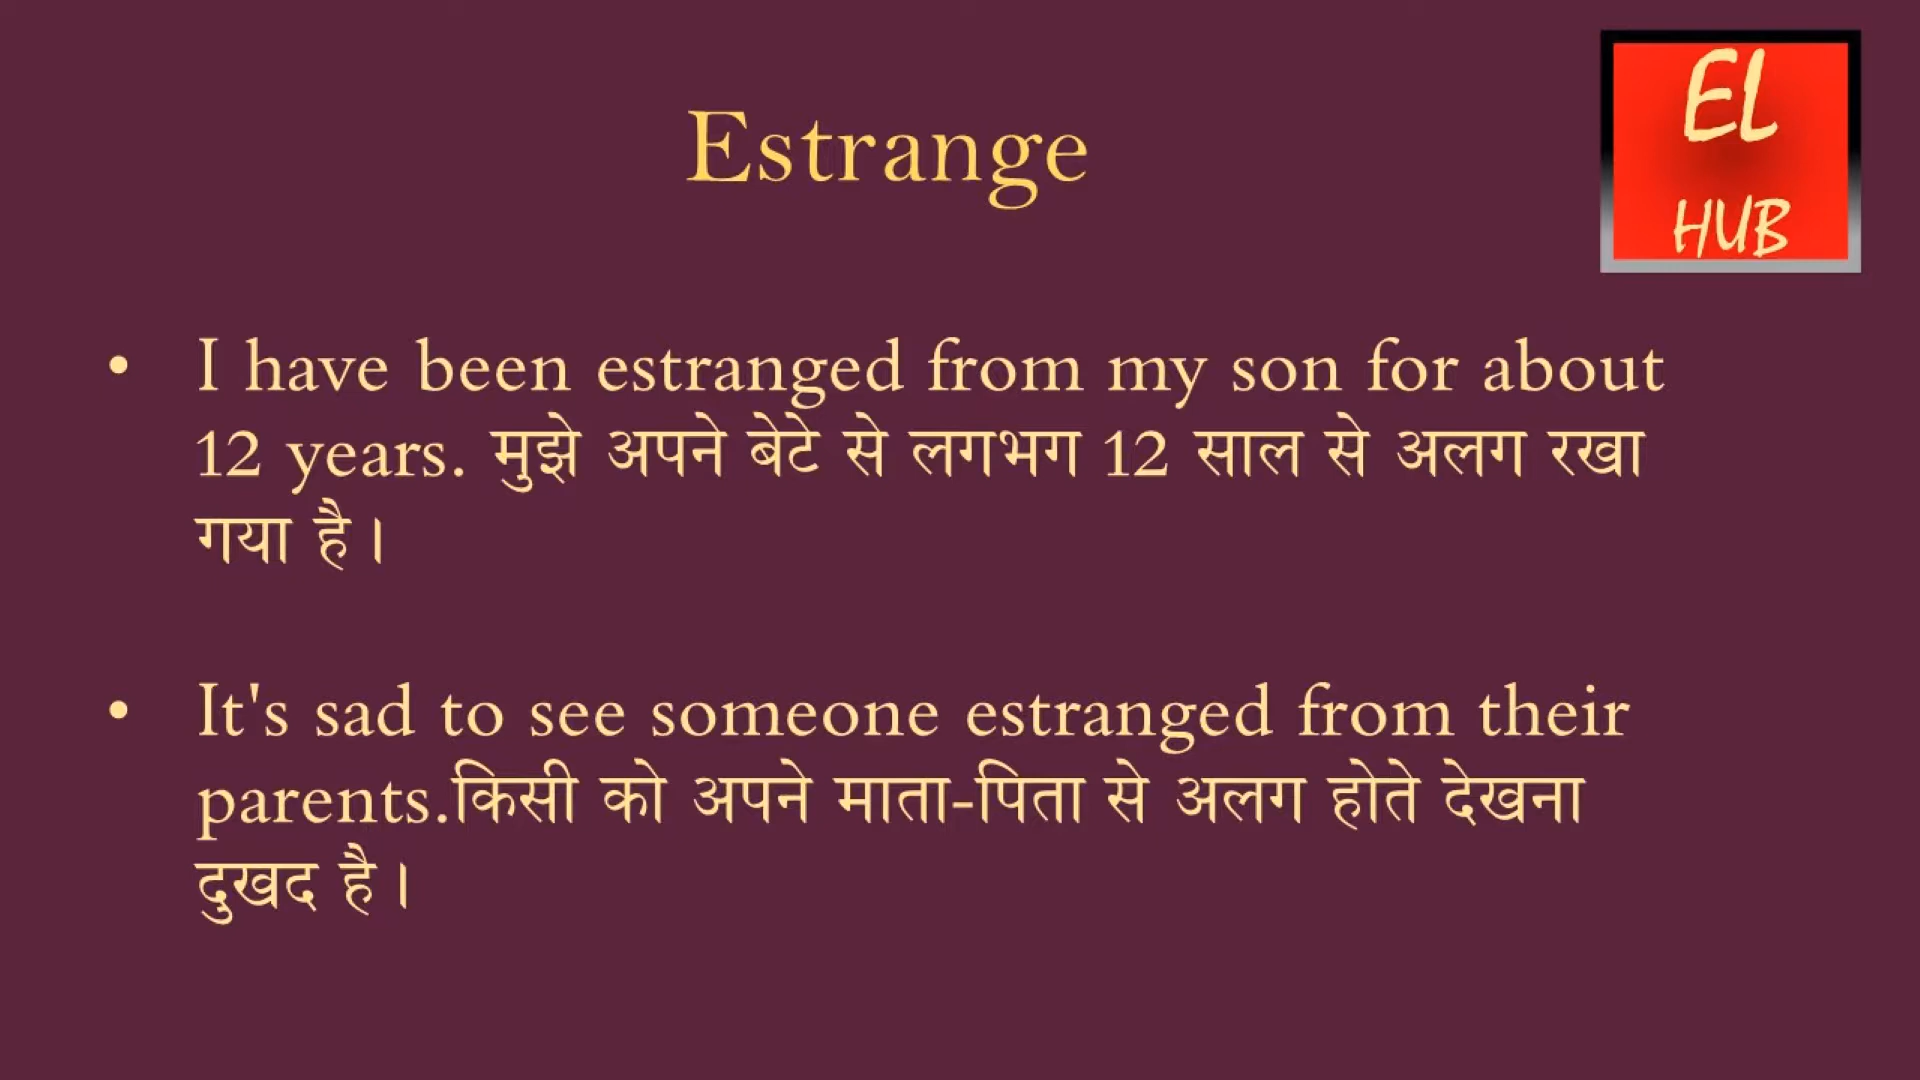 Estrange
EL
HUB
• I have been estranged from my son for about
12 years. मुझे अपने बेटे से लगभग 12 साल से अलग रखा
गया है।
• It's sad to see someone estranged from their
parents.किसी को अपने माता-पिता से अलग होते देखना
दुखद है।